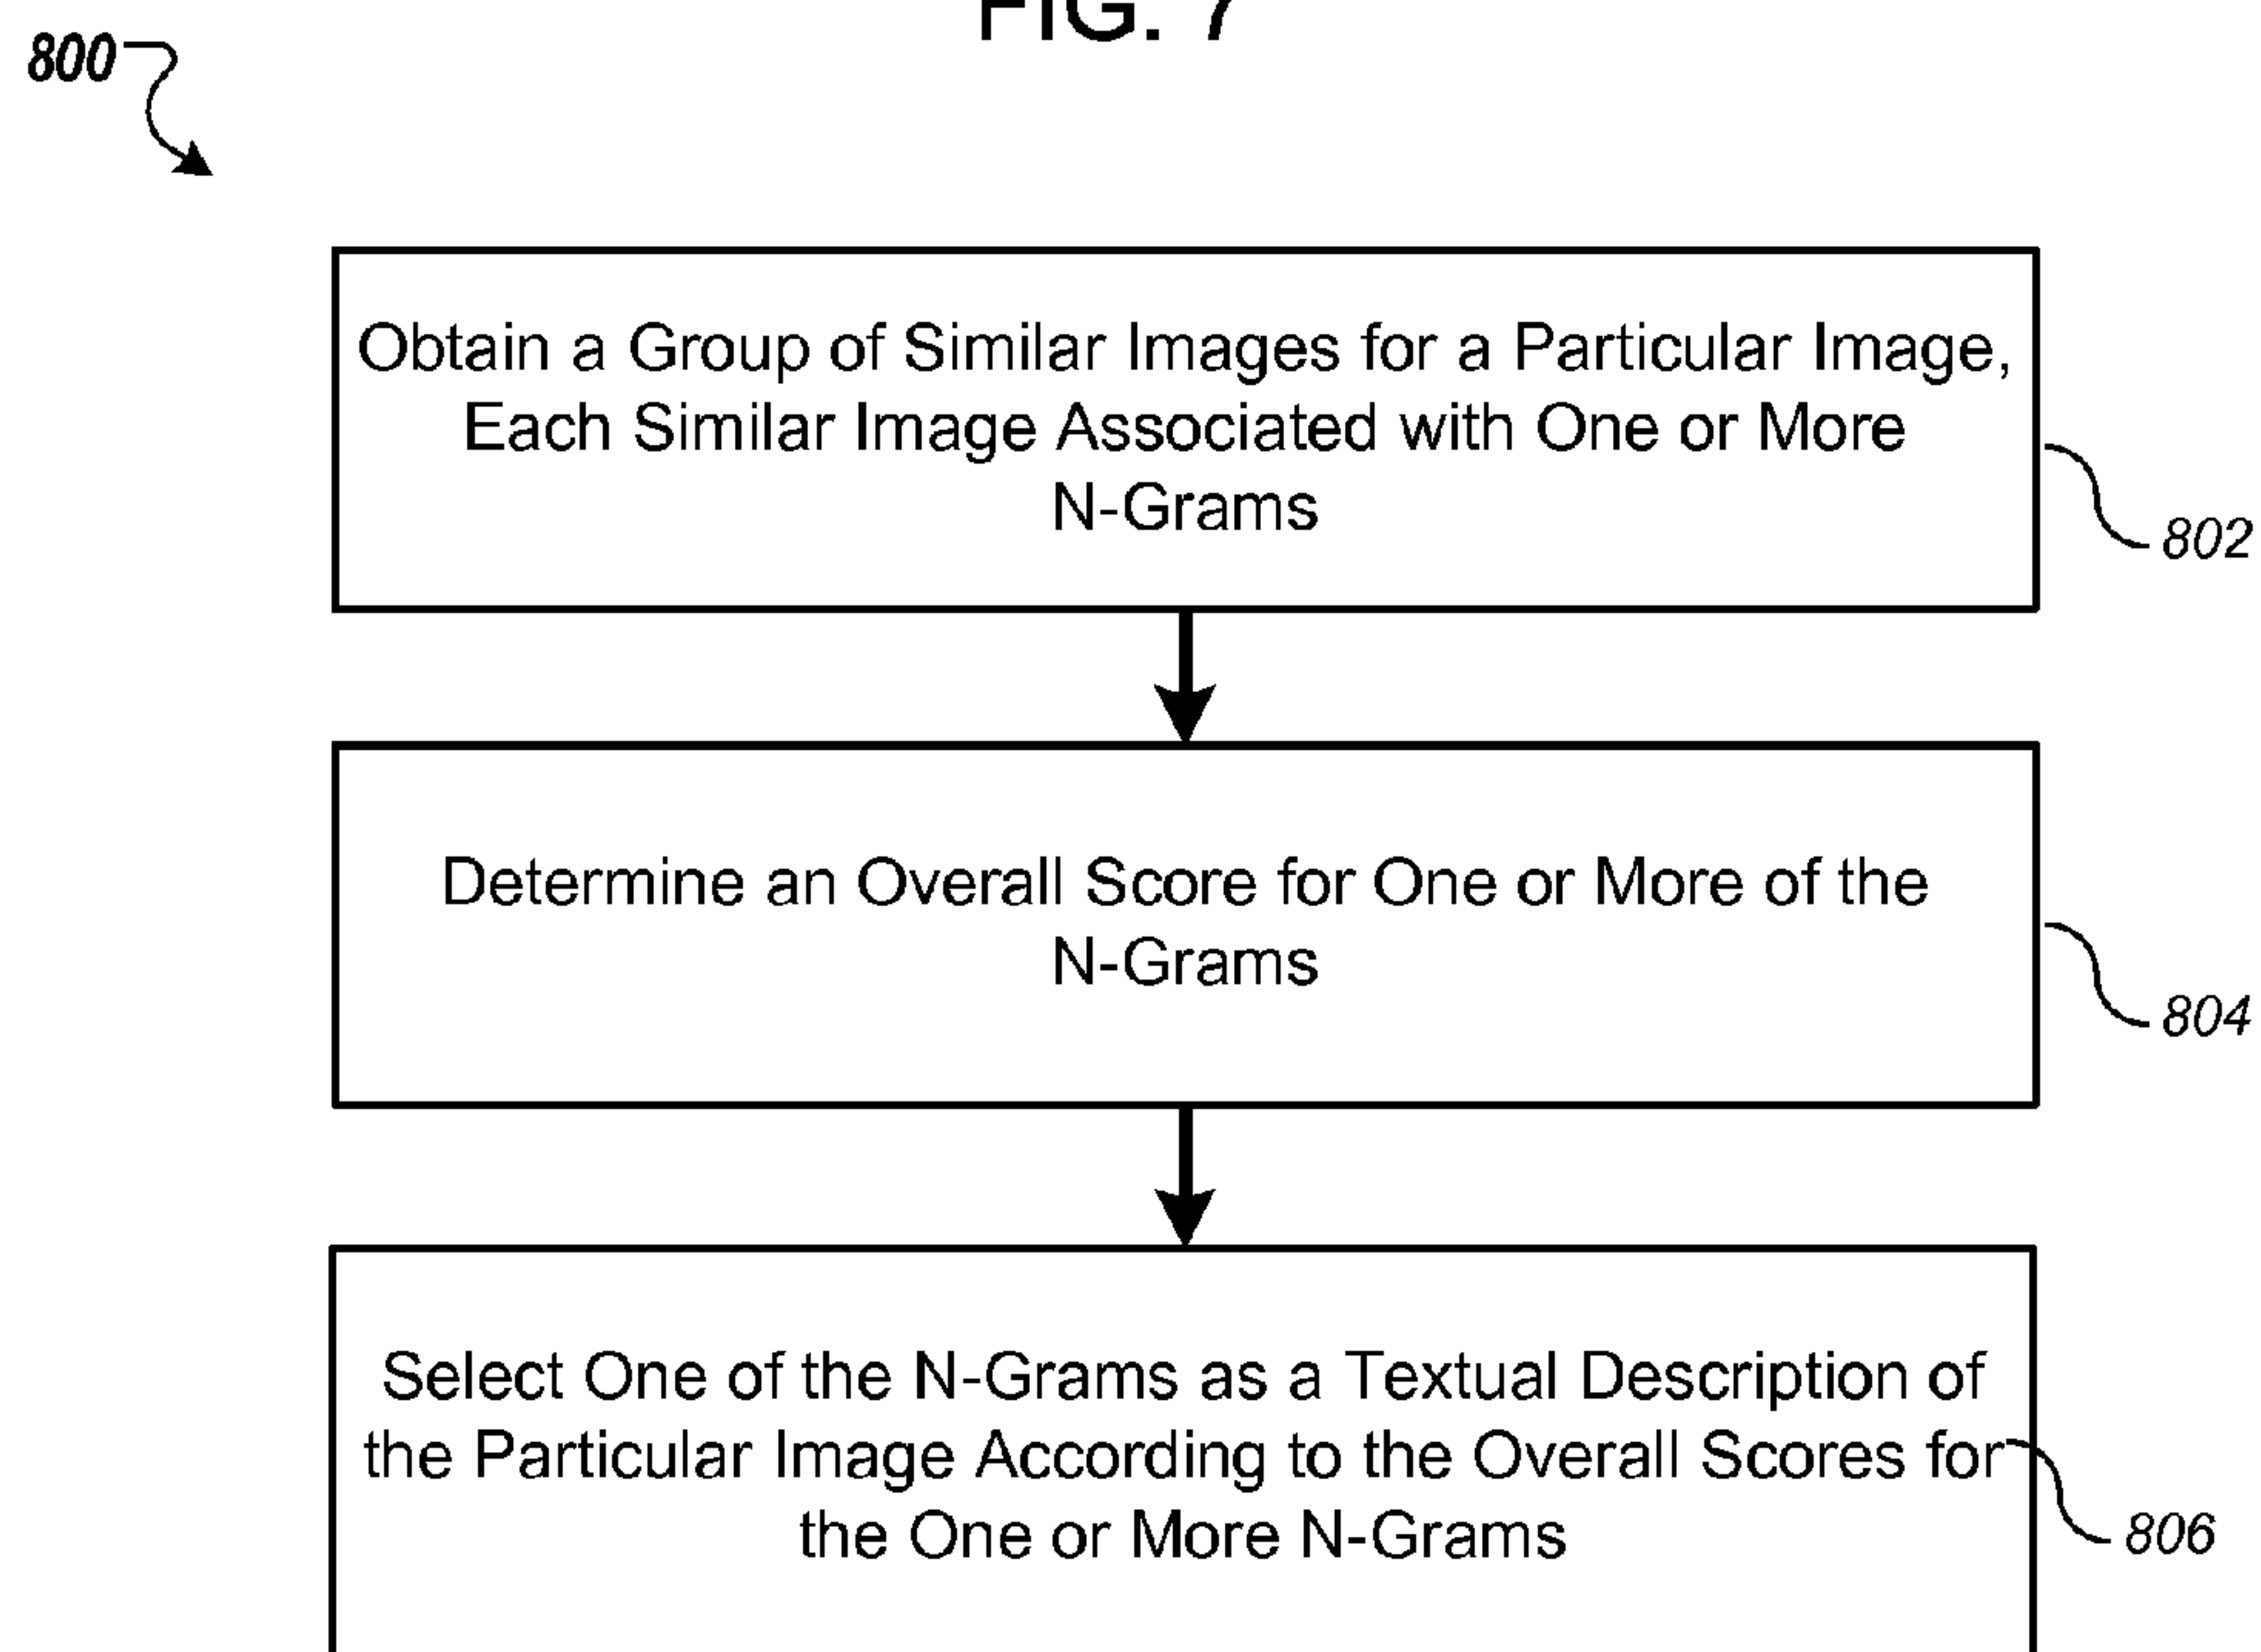 FIG. 7
800
Obtain a Group of Similar Images for a Particular Image,
Each Similar Image Associated with One or More
N-Grams
802
Determine an Overall Score for One or More of the
N-Grams
804
Select One of the N-Grams as a Textual Description of
the Particular Image According to the Overall Scores for
the One or More N-Grams
806